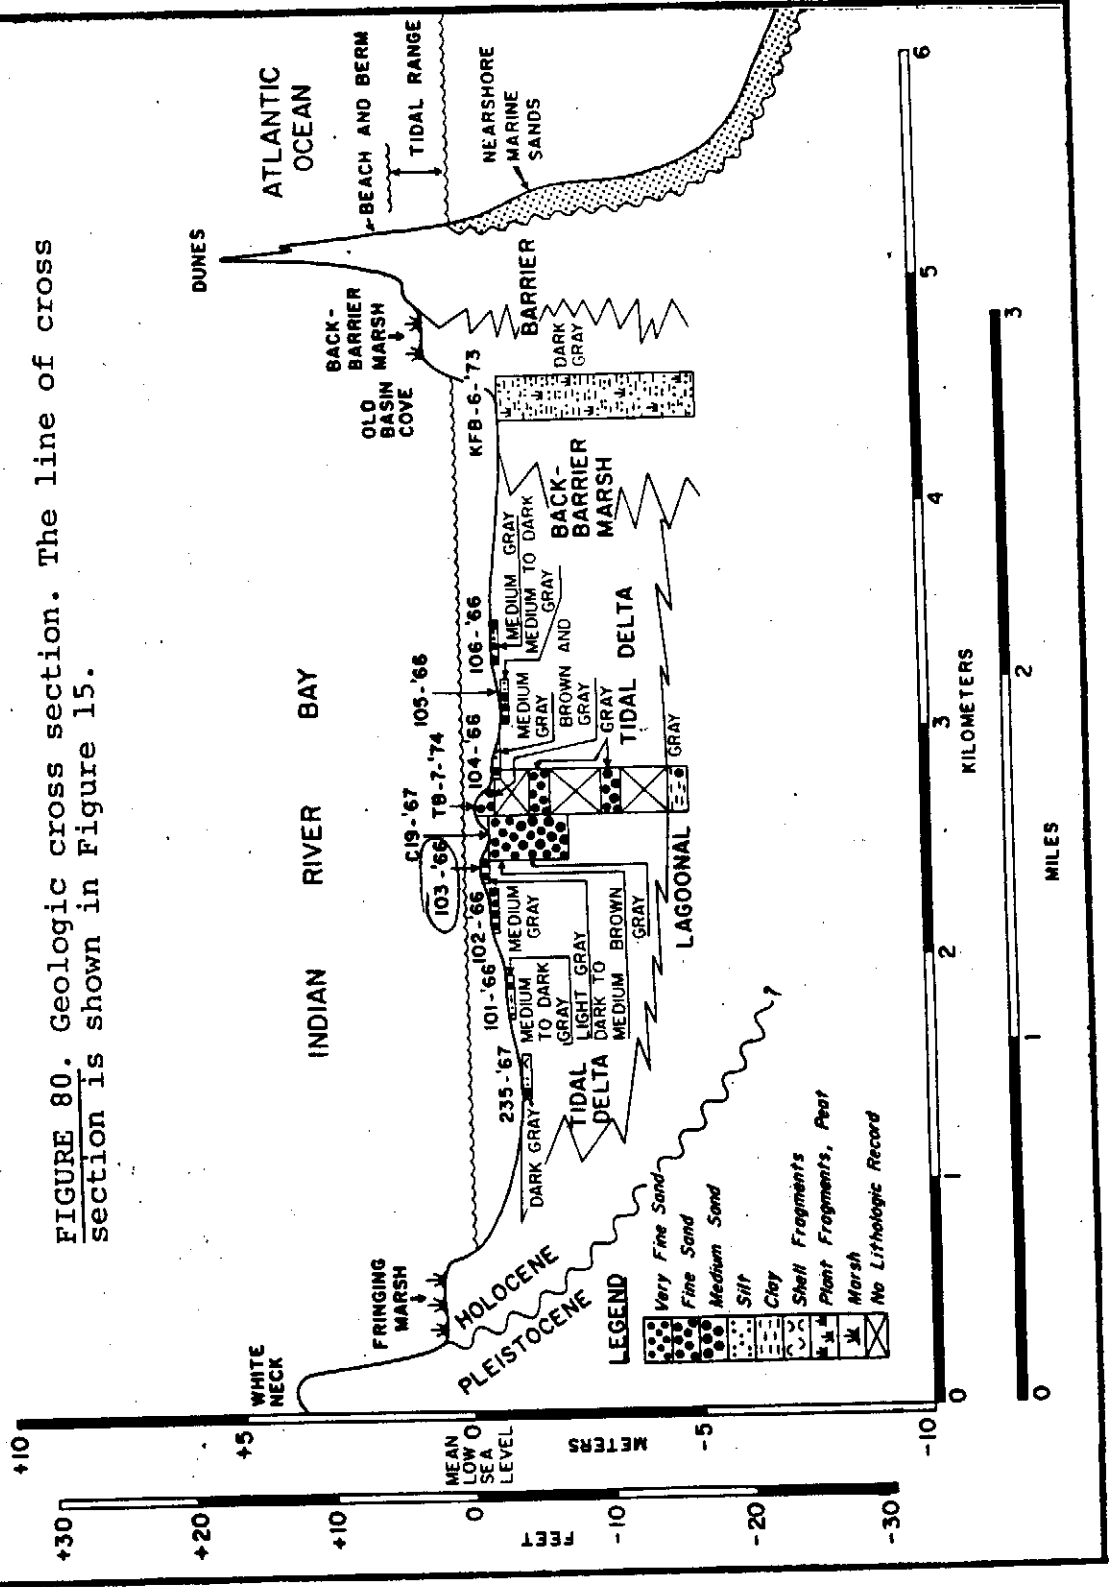 FIGURE 80. Geologic cross section. The line of cross
section is shown in Figure 15.
ATLANTIC
OCEAN
DUNES
BEACH AND BERM
TIDAL RANGE
NEARSHORE
MARINE
SANDS
BACK-
BARRIER
MARSH
OLD
BASIN
COVE
BARRIER
KFB-6-'73
DARK
GRAY
BACK-
BARRIER
MARSH
INDIAN RIVER BAY
106-'66
MEDIUM GRAY
MEDIUM TO DARK
GRAY
105-'66
104-'66
MEDIUM
GRAY
BROWN AND
GRAY
GRAY
TIDAL DELTA
TB-7-'74
GRAY
C19-'67
103-'66
102-'66
MEDIUM
GRAY
101-'66
MEDIUM
TO DARK
GRAY
LIGHT GRAY
DARK TO
MEDIUM BROWN
GRAY
LAGOONAL
235-'67
DARK GRAY
TIDAL
DELTA
?
FRINGING
MARSH
WHITE
NECK
HOLOCENE
PLEISTOCENE
LEGEND
Very Fine Sand
Fine Sand
Medium Sand
Silt
Clay
Shell Fragments
Plant Fragments, Peat
Marsh
No Lithologic Record
+10
+5
MEAN
LOW 0
SEA
LEVEL
METERS
-5
-10
+30
+20
+10
0
FEET
-10
-20
-30
0 1 2 3 4 5 6
KILOMETERS
0 1 2 3
MILES